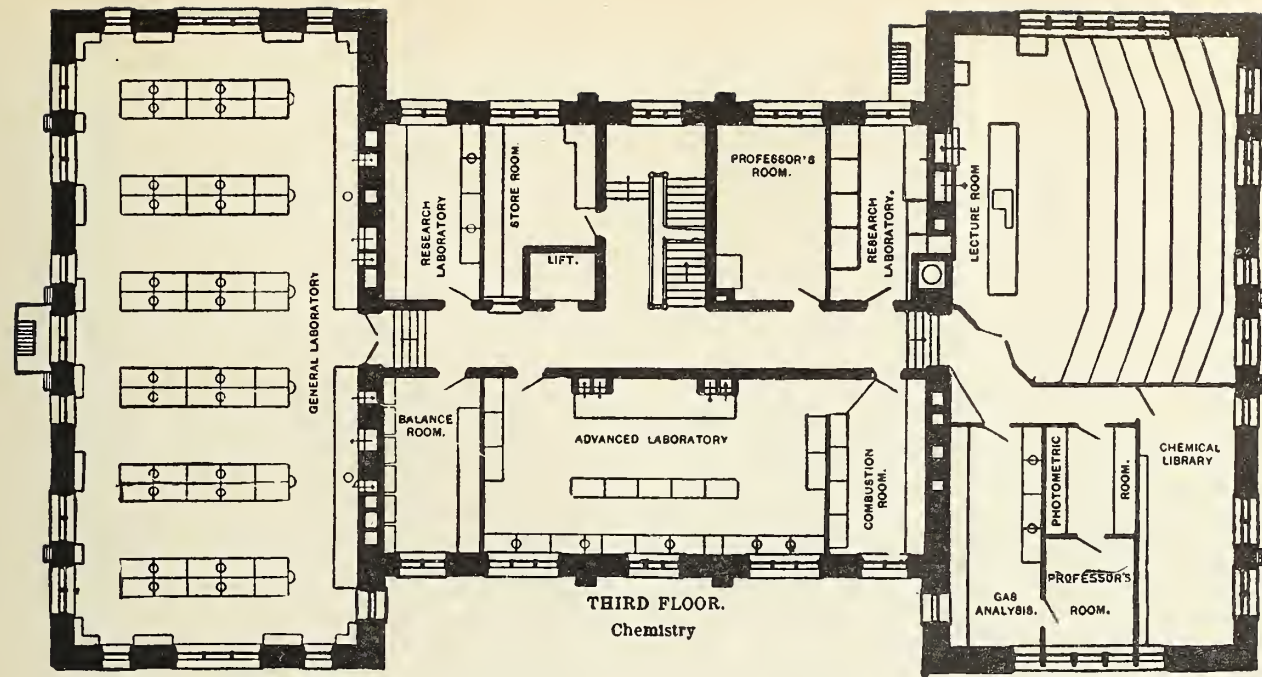 GENERAL LABORATORY
RESEARCH
LABORATORY
STORE ROOM.
LIFT.
PROFESSOR'S
ROOM.
RESEARCH
LABORATORY.
LECTURE ROOM
BALANCE
ROOM.
ADVANCED LABORATORY
COMBUSTION
ROOM.
GAS
ANALYSIS.
PHOTOMETRIC
ROOM.
PROFESSOR'S
ROOM.
CHEMICAL
LIBRARY
THIRD FLOOR.
Chemistry